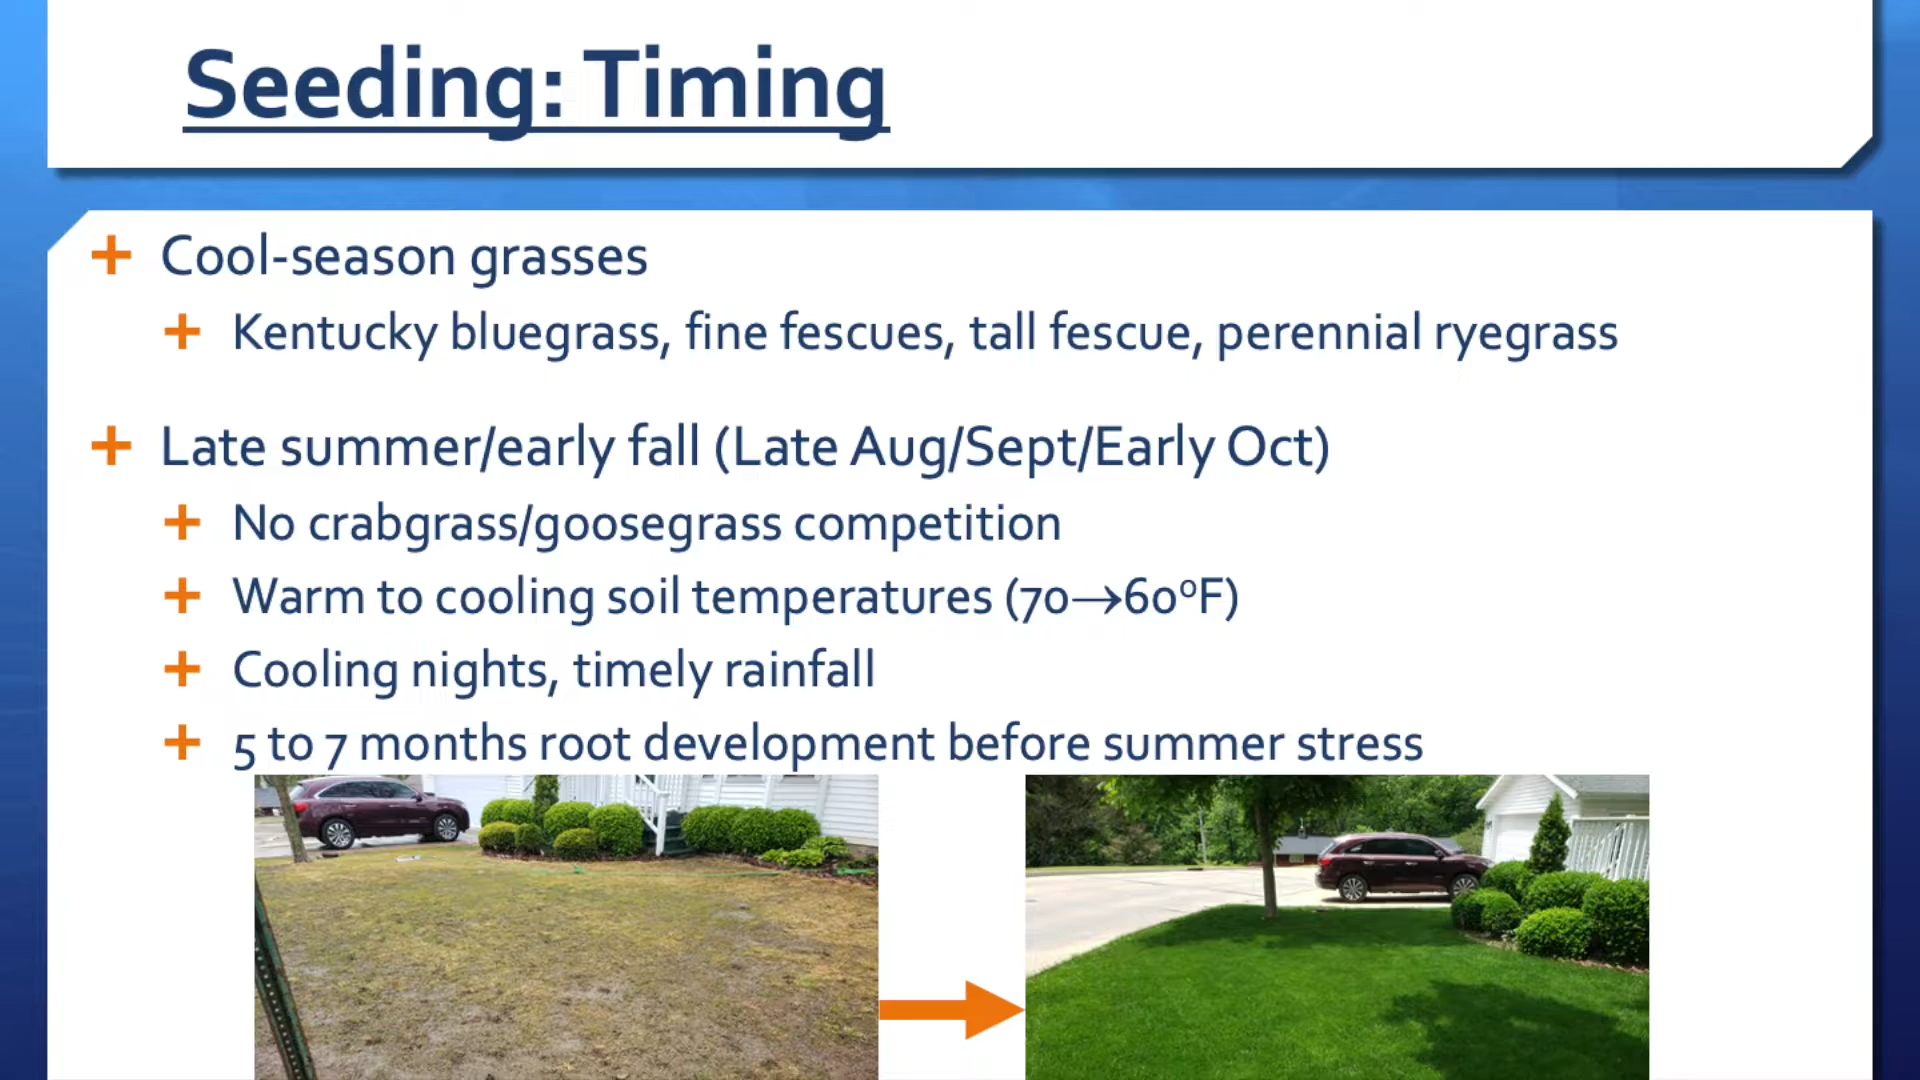 Seeding: Timing
Cool-season grasses
Kentucky bluegrass, fine fescues, tall fescue, perennial ryegrass
Late summer/early fall (Late Aug/Sept/Early Oct)
No crabgrass/goosegrass competition
Warm to cooling soil temperatures (70→60ºF)
Cooling nights, timely rainfall
5 to 7 months root development before summer stress